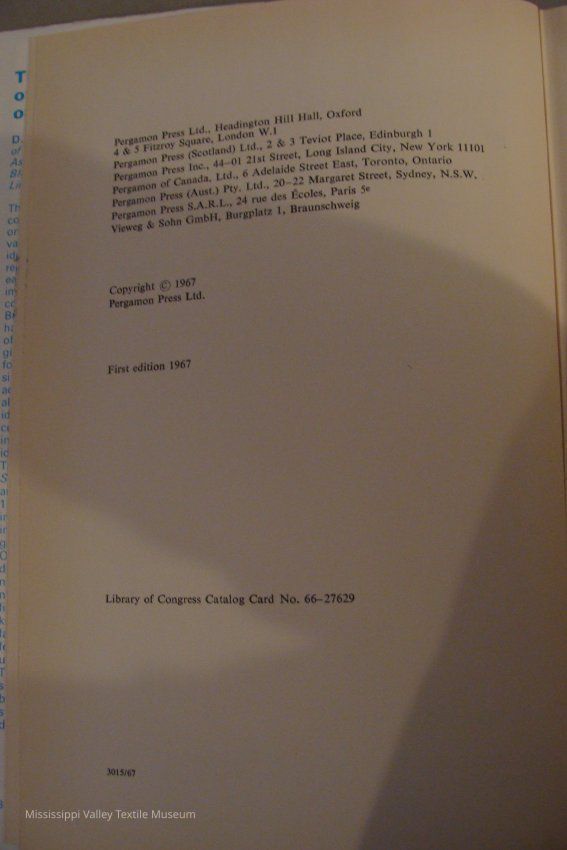 Pergamon Press Ltd., Headington Hill Hall, Oxford
4 & 5 Fitzroy Square, London W.1
Pergamon Press (Scotland) Ltd., 2 & 3 Teviot Place, Edinburgh 1
Pergamon Press Inc., 44–01 21st Street, Long Island City, New York 11101
Pergamon of Canada, Ltd., 6 Adelaide Street East, Toronto, Ontario
Pergamon Press (Aust.) Pty. Ltd., 20–22 Margaret Street, Sydney, N.S.W.
Pergamon Press S.A.R.L., 24 rue des Écoles, Paris 5e
Vieweg & Sohn GmbH, Burgplatz 1, Braunschweig
Copyright © 1967
Pergamon Press Ltd.
First edition 1967
Library of Congress Catalog Card No. 66–27629
3015/67
Mississippi Valley Textile Museum